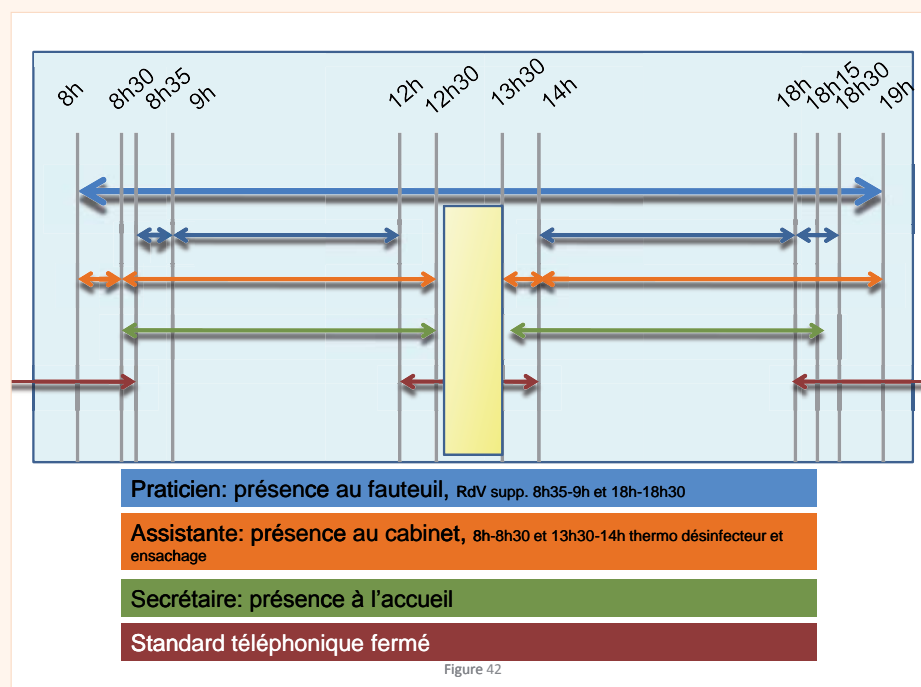 8h 8h30 8h35 9h 12h 12h30 13h30 14h 18h 18h15 18h30 19h
Praticien: présence au fauteuil, RdV supp. 8h35-9h et 18h-18h30
Assistante: présence au cabinet, 8h-8h30 et 13h30-14h thermo désinfecteur et
ensachage
Secrétaire: présence à l'accueil
Standard téléphonique fermé
Figure 42